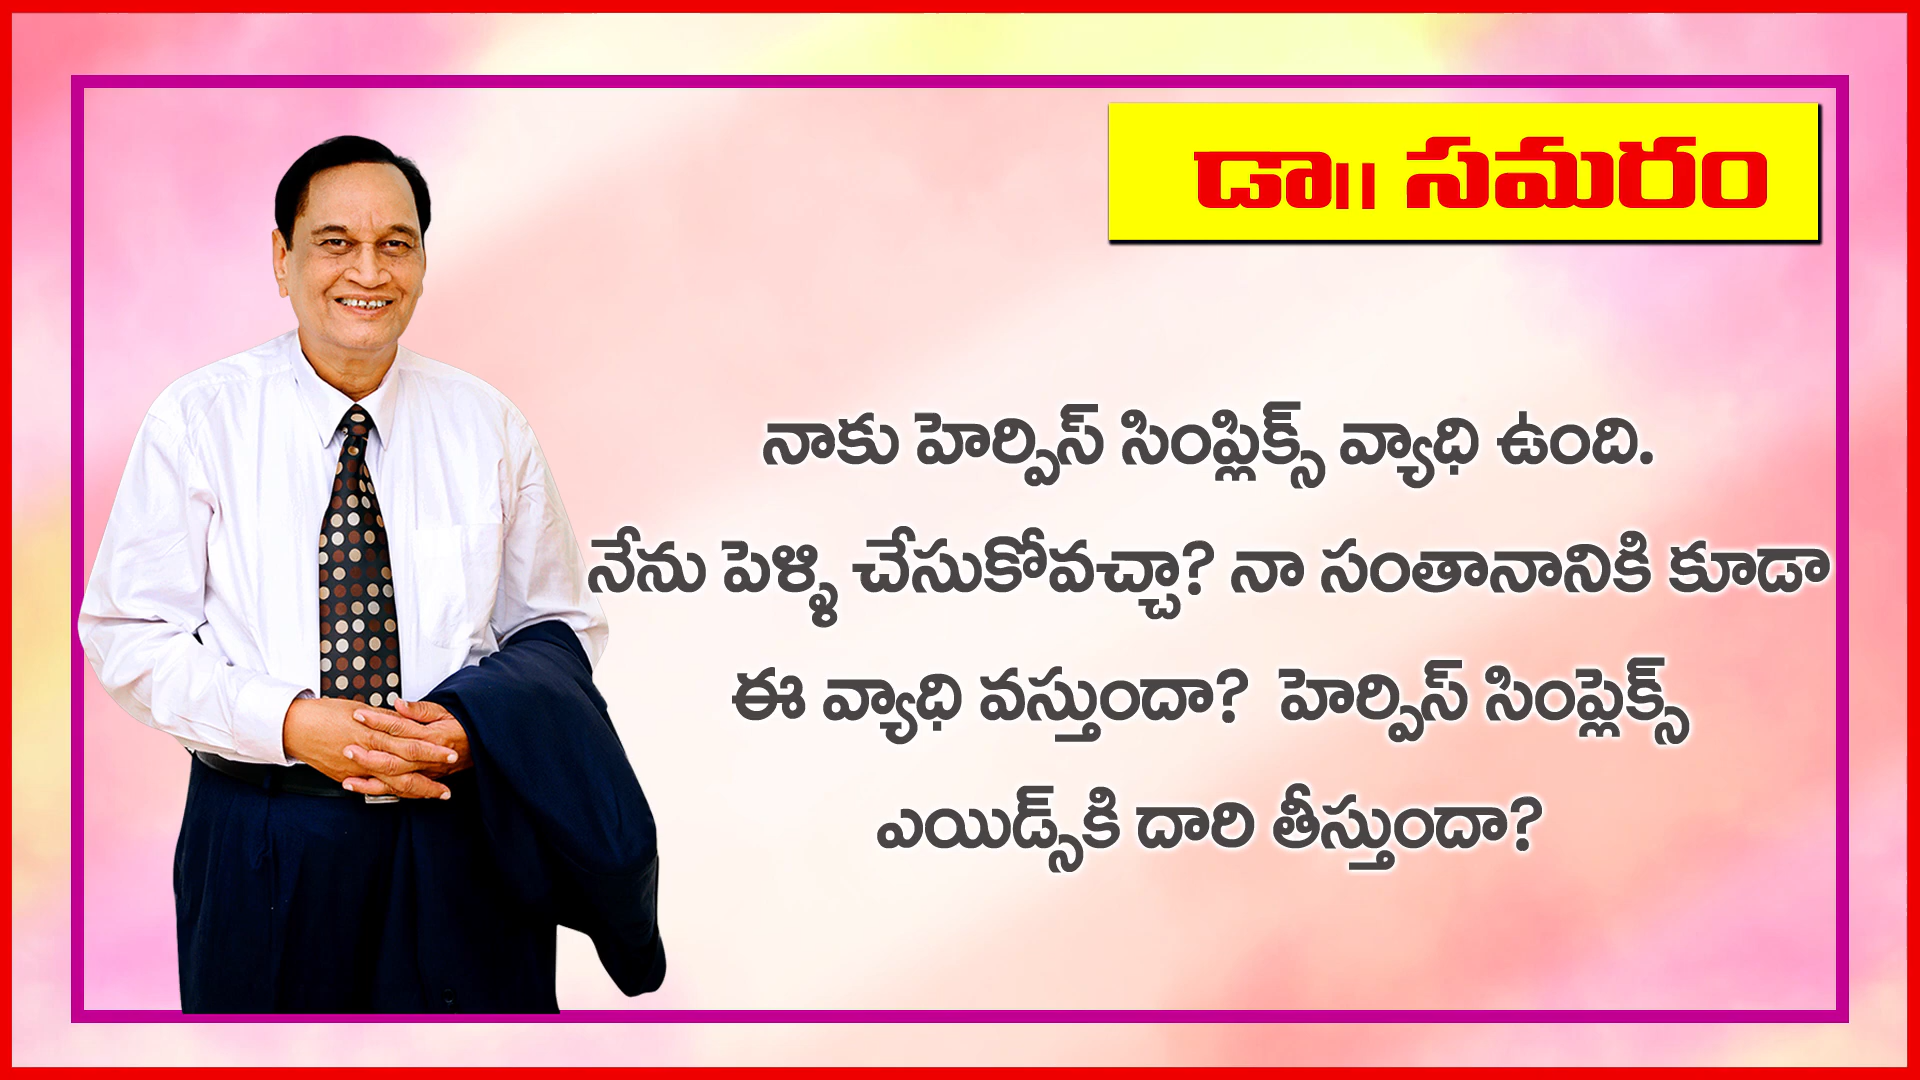 డా।। సమరం
నాకు హెర్పిస్ సింప్లిక్స్ వ్యాధి ఉంది.
నేను పెళ్ళి చేసుకోవచ్చా? నా సంతానానికి కూడా
ఈ వ్యాధి వస్తుందా? హెర్పిస్ సింప్లెక్స్
ఎయిడ్స్‌కి దారి తీస్తుందా?